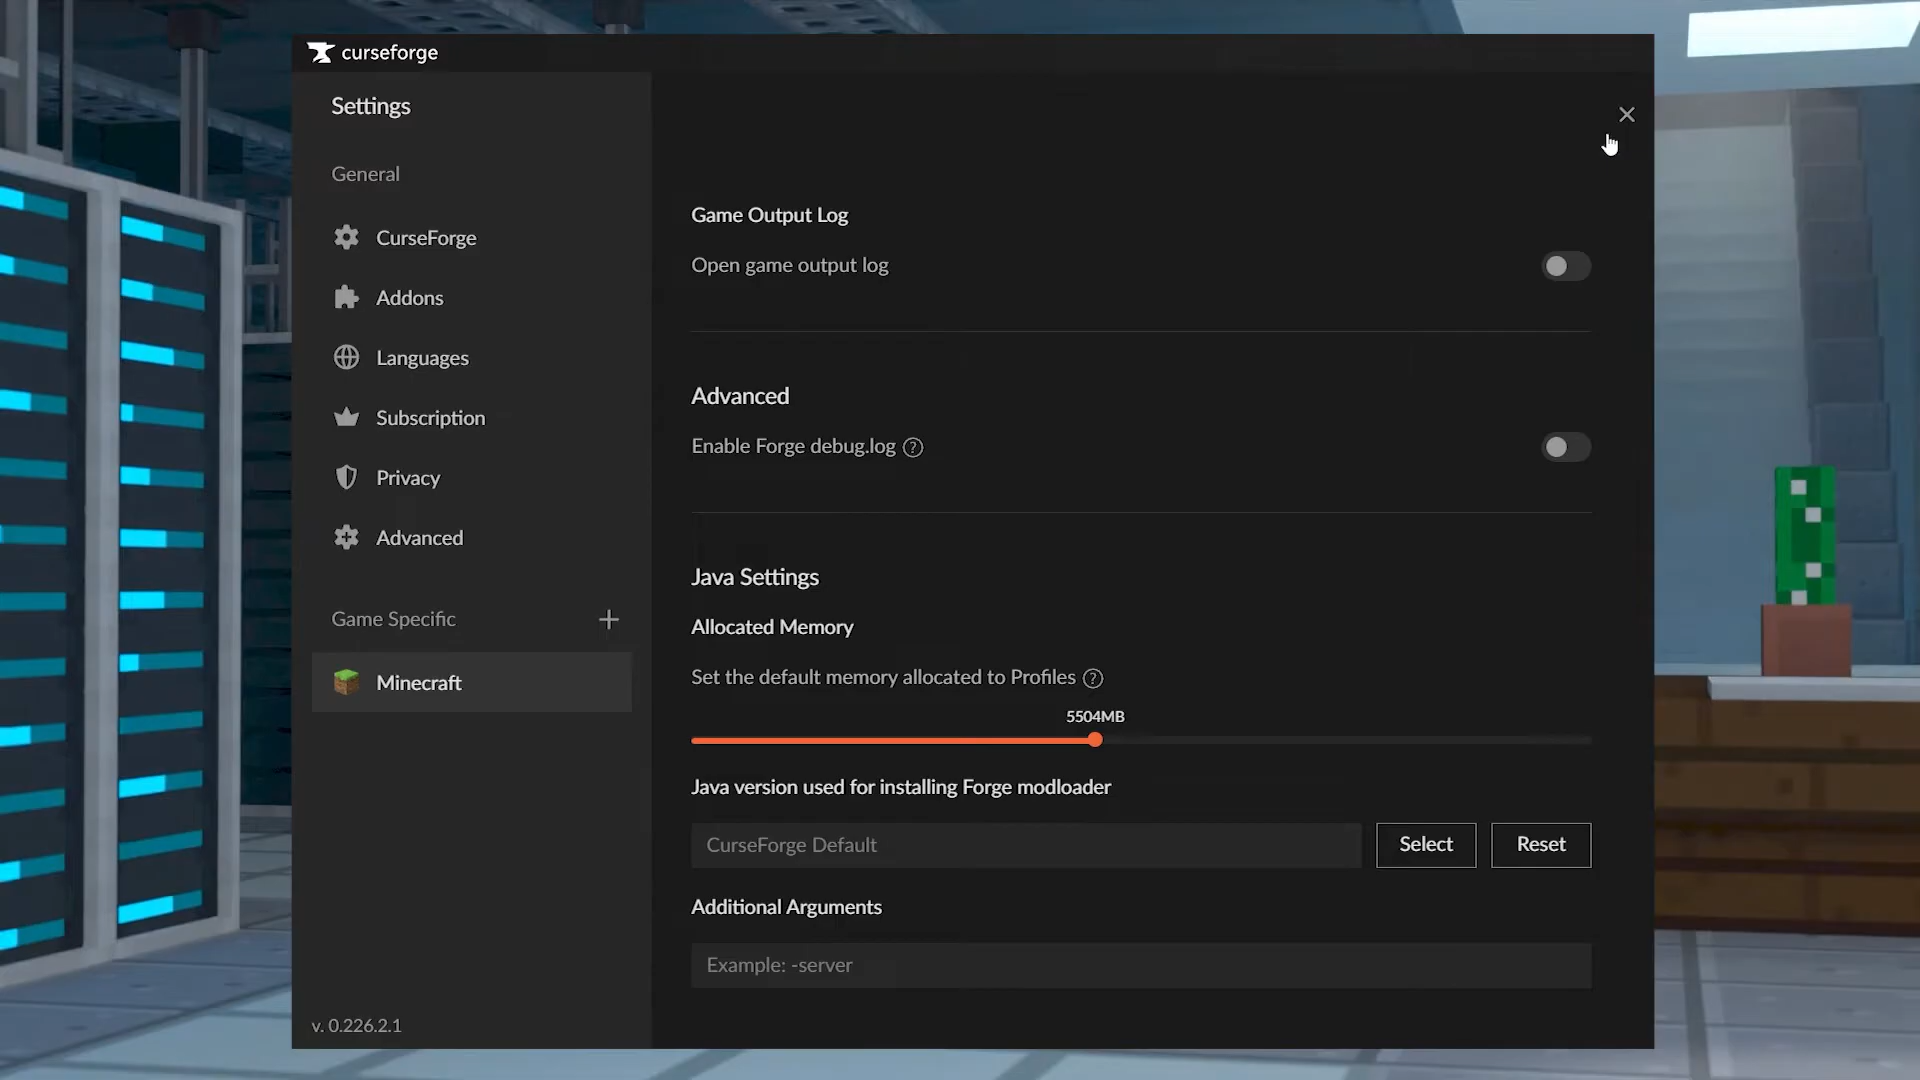 curseforge
Settings
General
CurseForge
Addons
Languages
Subscription
Privacy
Advanced
Game Specific
Minecraft
v. 0.226.2.1
Game Output Log
Open game output log
Advanced
Enable Forge debug.log ?
Java Settings
Allocated Memory
Set the default memory allocated to Profiles ?
5504MB
Java version used for installing Forge modloader
CurseForge Default
Select
Reset
Additional Arguments
Example: -server